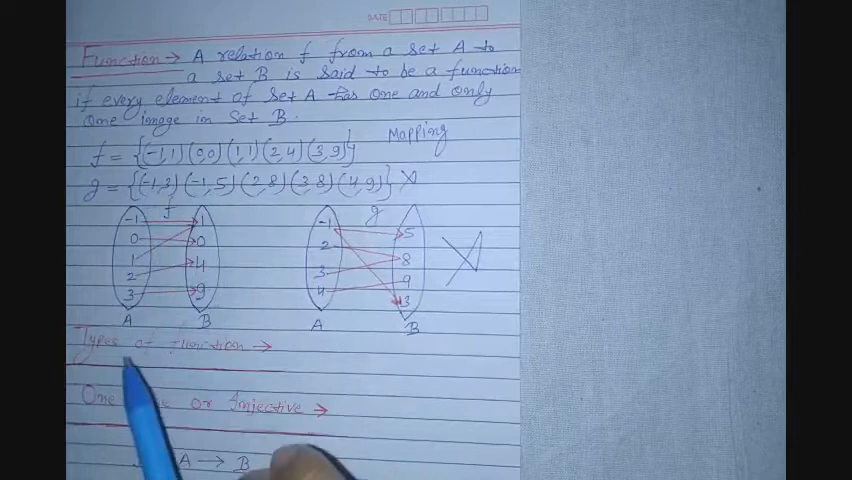 DATE
Function → A relation f from a set A to
a set B is said to be a function
if every element of set A has one and only
one image in set B.
Mapping
f = {(-1,1) (0,0) (1,1) (2,4) (3,9)}
g = {(-1,3) (-1,5) (2,8) (3,8) (4,9)} X
f
-1 1
0 0
1 4
2 9
3
A B
g
-1 5
2 8
3 9
4 3
A B
X
Types of function →
One or Injective →
A → B